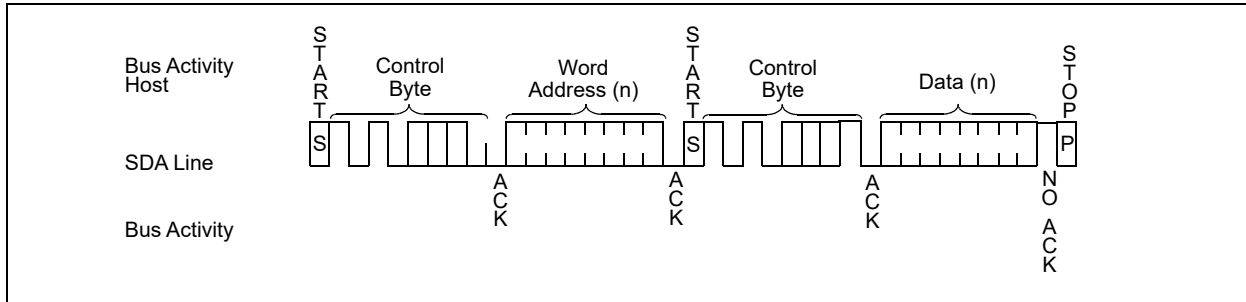 Bus Activity
Host
START
Control
Byte
Word
Address (n)
START
Control
Byte
Data (n)
STOP
SDA Line
S
S
P
ACK
ACK
ACK
NO ACK
Bus Activity